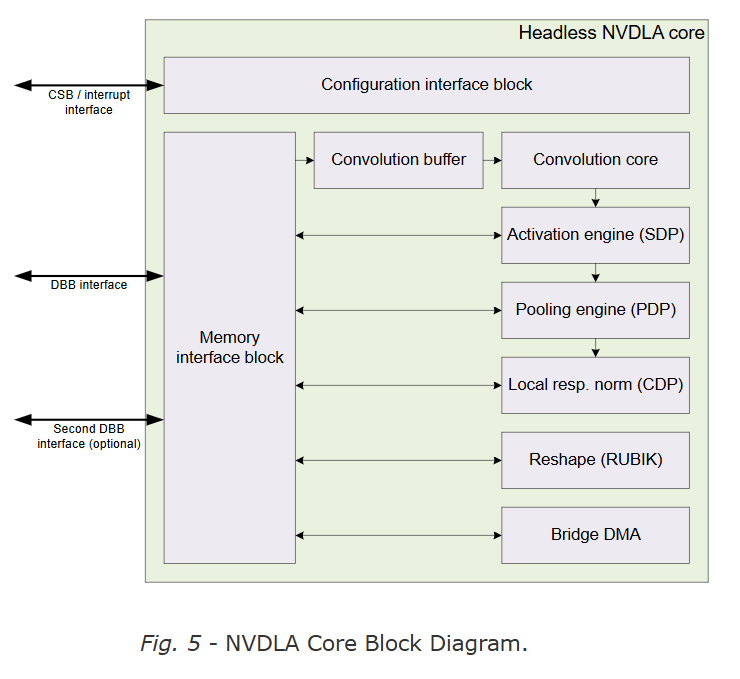 Headless NVDLA core
CSB / interrupt
interface
Configuration interface block
Convolution buffer
Convolution core
Activation engine (SDP)
DBB interface
Pooling engine (PDP)
Memory
interface block
Local resp. norm (CDP)
Second DBB
interface (optional)
Reshape (RUBIK)
Bridge DMA
Fig. 5 - NVDLA Core Block Diagram.